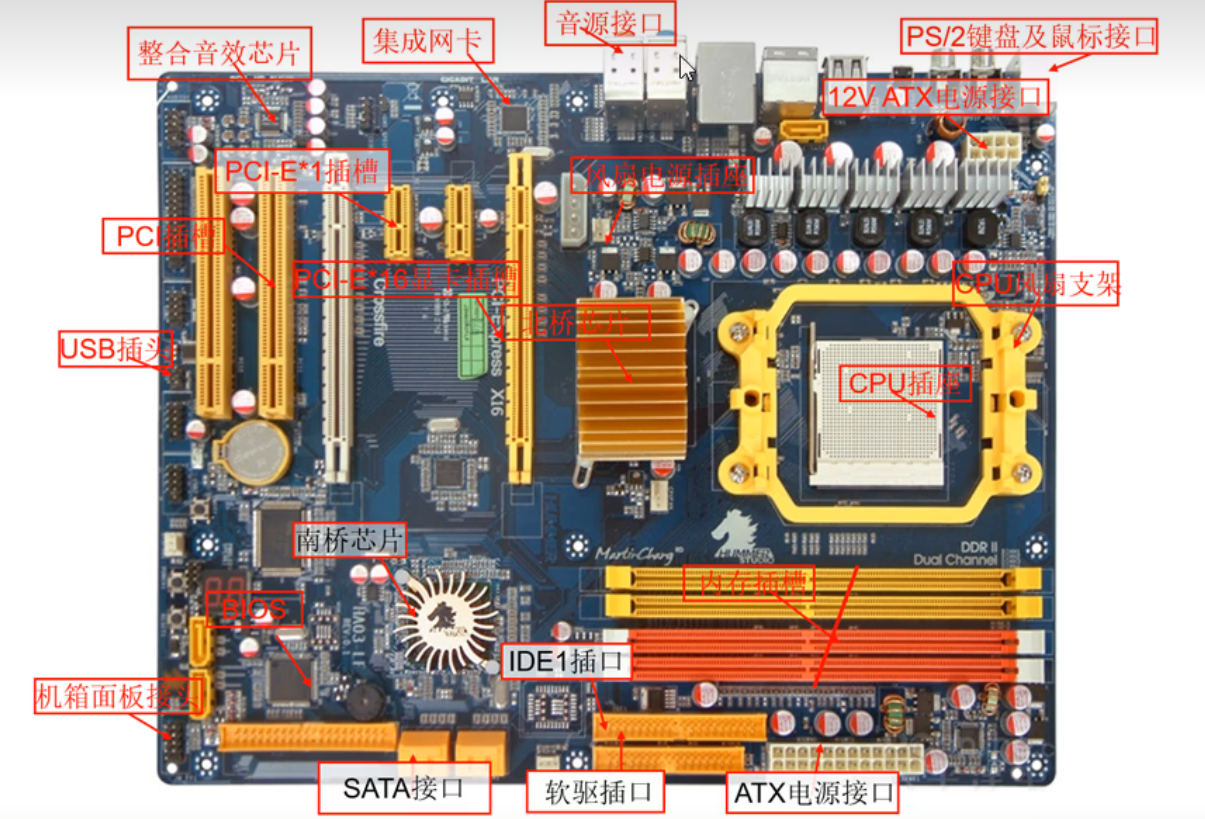 音源接口
PS/2键盘及鼠标接口
整合音效芯片
集成网卡
12V ATX电源接口
PCI-E*1插槽
风扇电源插座
PCI插槽
PCI-E*16显卡插槽
CPU风扇支架
Crossfire
PCI-Express X16
北桥芯片
USB插头
CPU插座
南桥芯片
Martin Chang
HUMMER
STUDIO
DDR II
Dual Channel
内存插槽
BIOS
IDE1插口
机箱面板接头
SATA接口
软驱插口
ATX电源接口